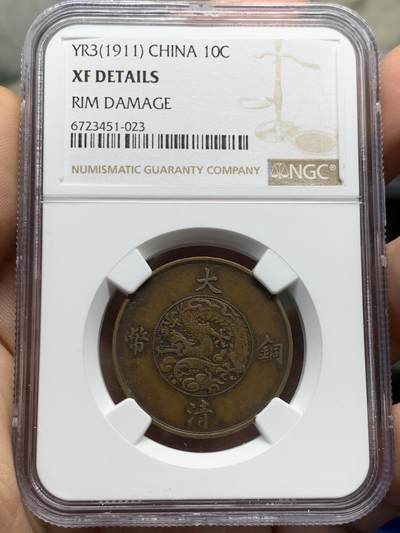 YR3(1911) CHINA 10C
XF DETAILS
RIM DAMAGE
6723451-023
NUMISMATIC GUARANTY COMPANY NGC®
大
幣 銅
清